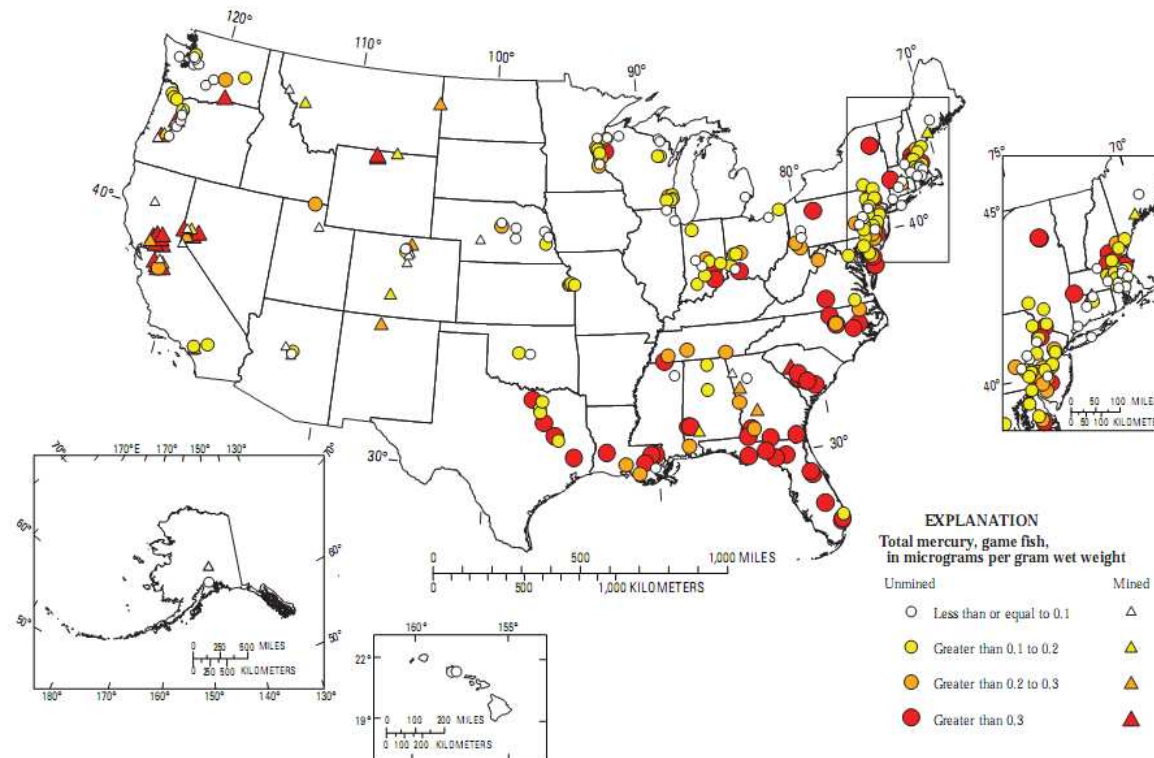 120°
110°
100°
90°
80°
70°
40°
40°
30°
30°
75°
70°
45°
40°
0 50 100 MILES
0 50 100 KILOMETERS
0 500 1,000 MILES
0 500 1,000 KILOMETERS
EXPLANATION
Total mercury, game fish,
in micrograms per gram wet weight
Unmined Mined
Less than or equal to 0.1
Greater than 0.1 to 0.2
Greater than 0.2 to 0.3
Greater than 0.3
70° 170°E 170° 150° 130° 70°
60° 60°
50° 50°
0 250 500 MILES
0 250 500 KILOMETERS
180° 170° 160° 150° 140° 130°
160° 155°
22°
19°
0 100 200 MILES
0 100 200 KILOMETERS